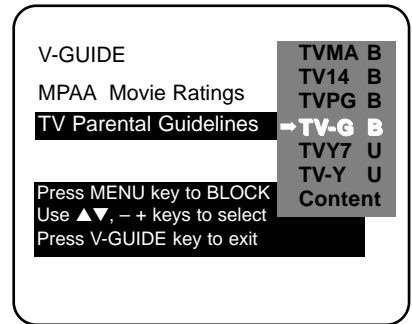 V-GUIDE
MPAA Movie Ratings
TV Parental Guidelines
TVMA B
TV14 B
TVPG B
➡TV-G B
TVY7 U
TV-Y U
Content
Press MENU key to BLOCK
Use ▲▼, – + keys to select
Press V-GUIDE key to exit